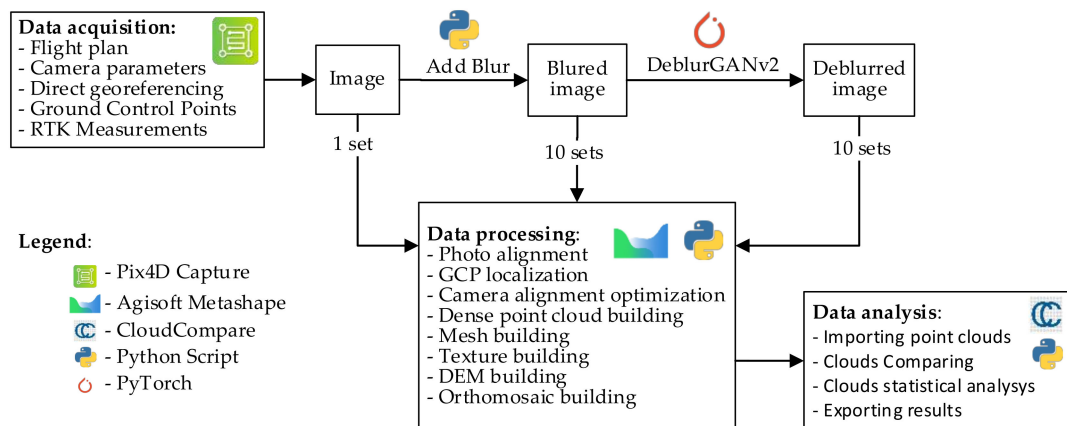 Data acquisition:
- Flight plan
- Camera parameters
- Direct georeferencing
- Ground Control Points
- RTK Measurements
Image
Add Blur
Blured
image
DeblurGANv2
Deblurred
image
1 set
10 sets
10 sets
Data processing:
- Photo alignment
- GCP localization
- Camera alignment optimization
- Dense point cloud building
- Mesh building
- Texture building
- DEM building
- Orthomosaic building
Legend:
- Pix4D Capture
- Agisoft Metashape
- CloudCompare
- Python Script
- PyTorch
Data analysis:
- Importing point clouds
- Clouds Comparing
- Clouds statistical analysys
- Exporting results